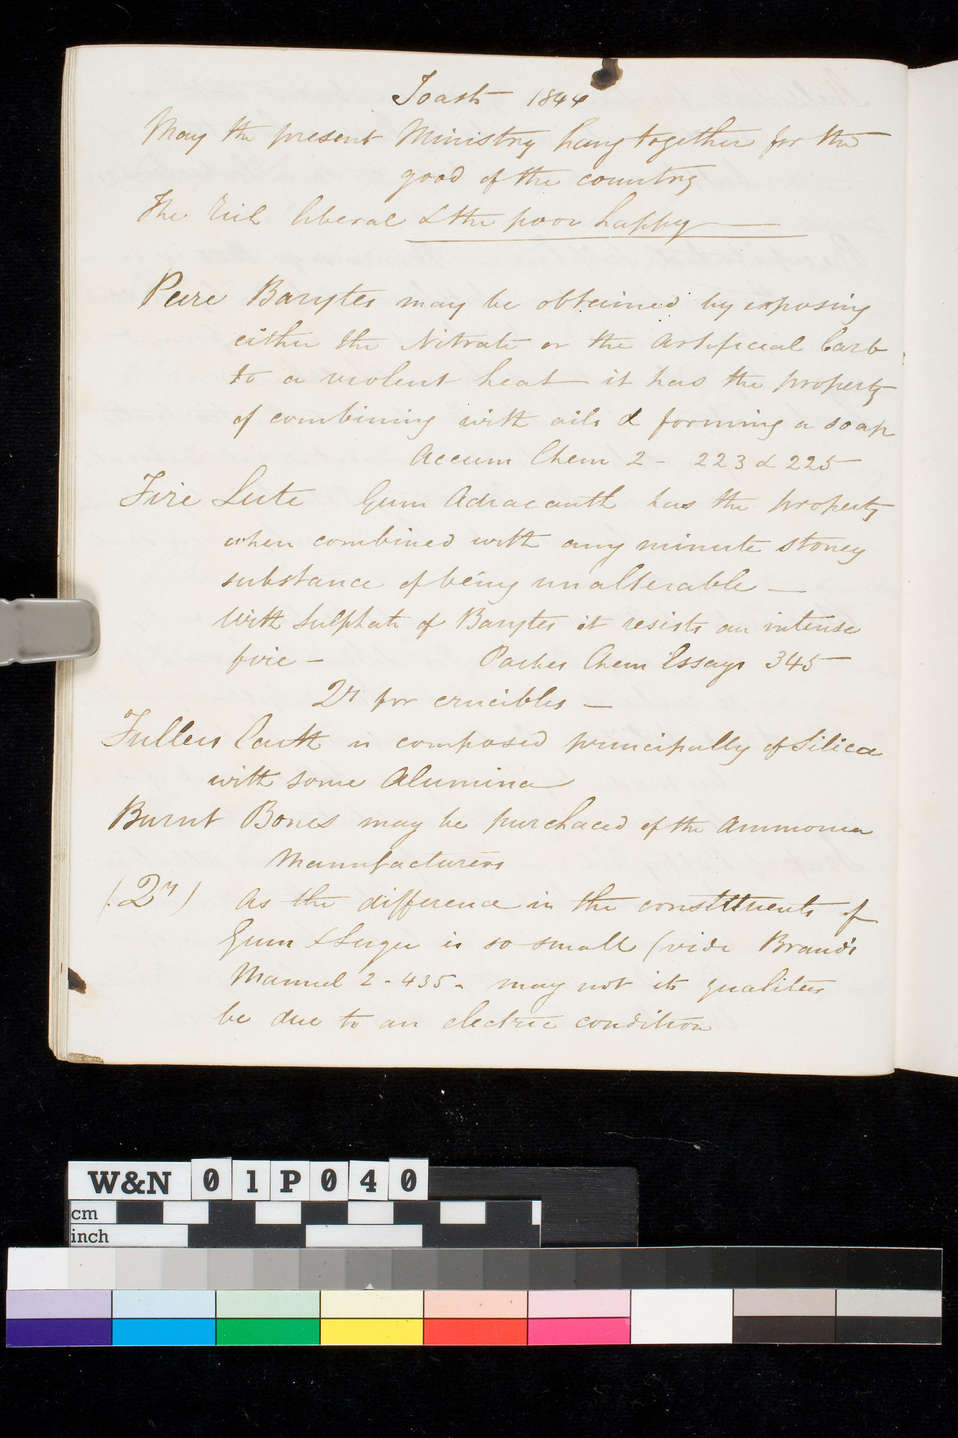 Toast 1844
May the present Ministry hang together for the
good of the country
The Rich liberal & the poor happy
Pure Barytes may be obtained by exposing
either the Nitrate or the Artificial Carb
to a violent heat it has the property
of combining with oils & forming a soap
Accum Chem 2 - 223 & 225
Fire Lute Gum Adracanth has the property
when combined with any minute stoney
substance of being unalterable —
With Sulphate of Barytes it resists an intense
fire - Parkes Chem Essays 345
Qy for crucibles —
Fullers Earth is composed principally of Silica
with some Alumina
Burnt Bones may be purchaced of the Ammonia
Manufacturers
(Qy) As the difference in the constituents of
Gum & Sugar is so small (vide Brand's
Manuel 2 - 435 - may not its qualities
be due to an electric condition
W&N 01P040
cm
inch